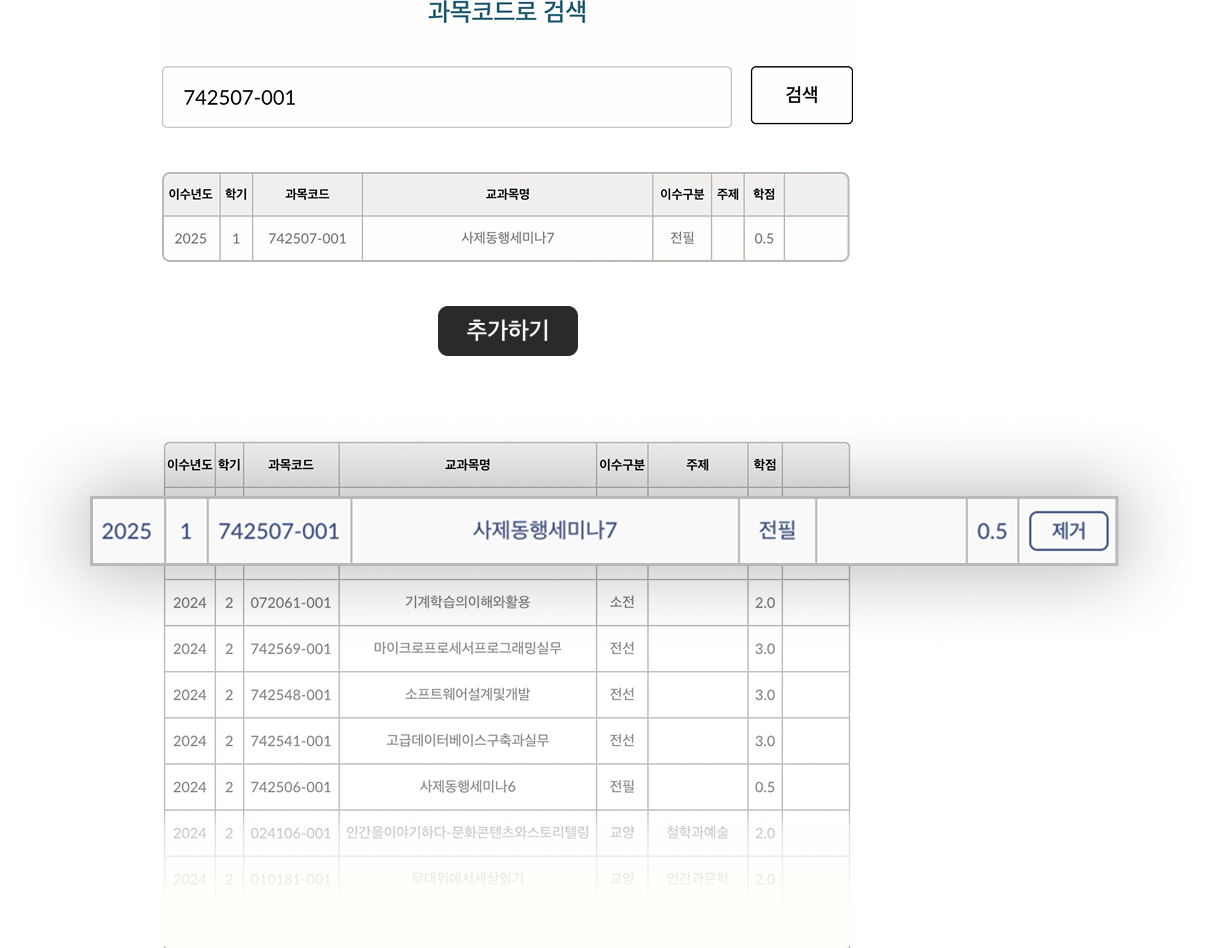 과목코드로 검색
742507-001 검색
이수년도 학기 과목코드 교과목명 이수구분 주제 학점
2025 1 742507-001 사제동행세미나7 전필 0.5
추가하기
이수년도 학기 과목코드 교과목명 이수구분 주제 학점
2025 1 742507-001 사제동행세미나7 전필 0.5 제거
2024 2 072061-001 기계학습의이해와활용 소전 2.0
2024 2 742569-001 마이크로프로세서프로그래밍실무 전선 3.0
2024 2 742548-001 소프트웨어설계및개발 전선 3.0
2024 2 742541-001 고급데이터베이스구축과실무 전선 3.0
2024 2 742506-001 사제동행세미나6 전필 0.5
2024 2 024106-001 인간을이야기하다-문화콘텐츠와스토리텔링 교양 철학과예술 2.0
2024 2 010181-001 무대위에서세상읽기 교양 인간과문학 2.0